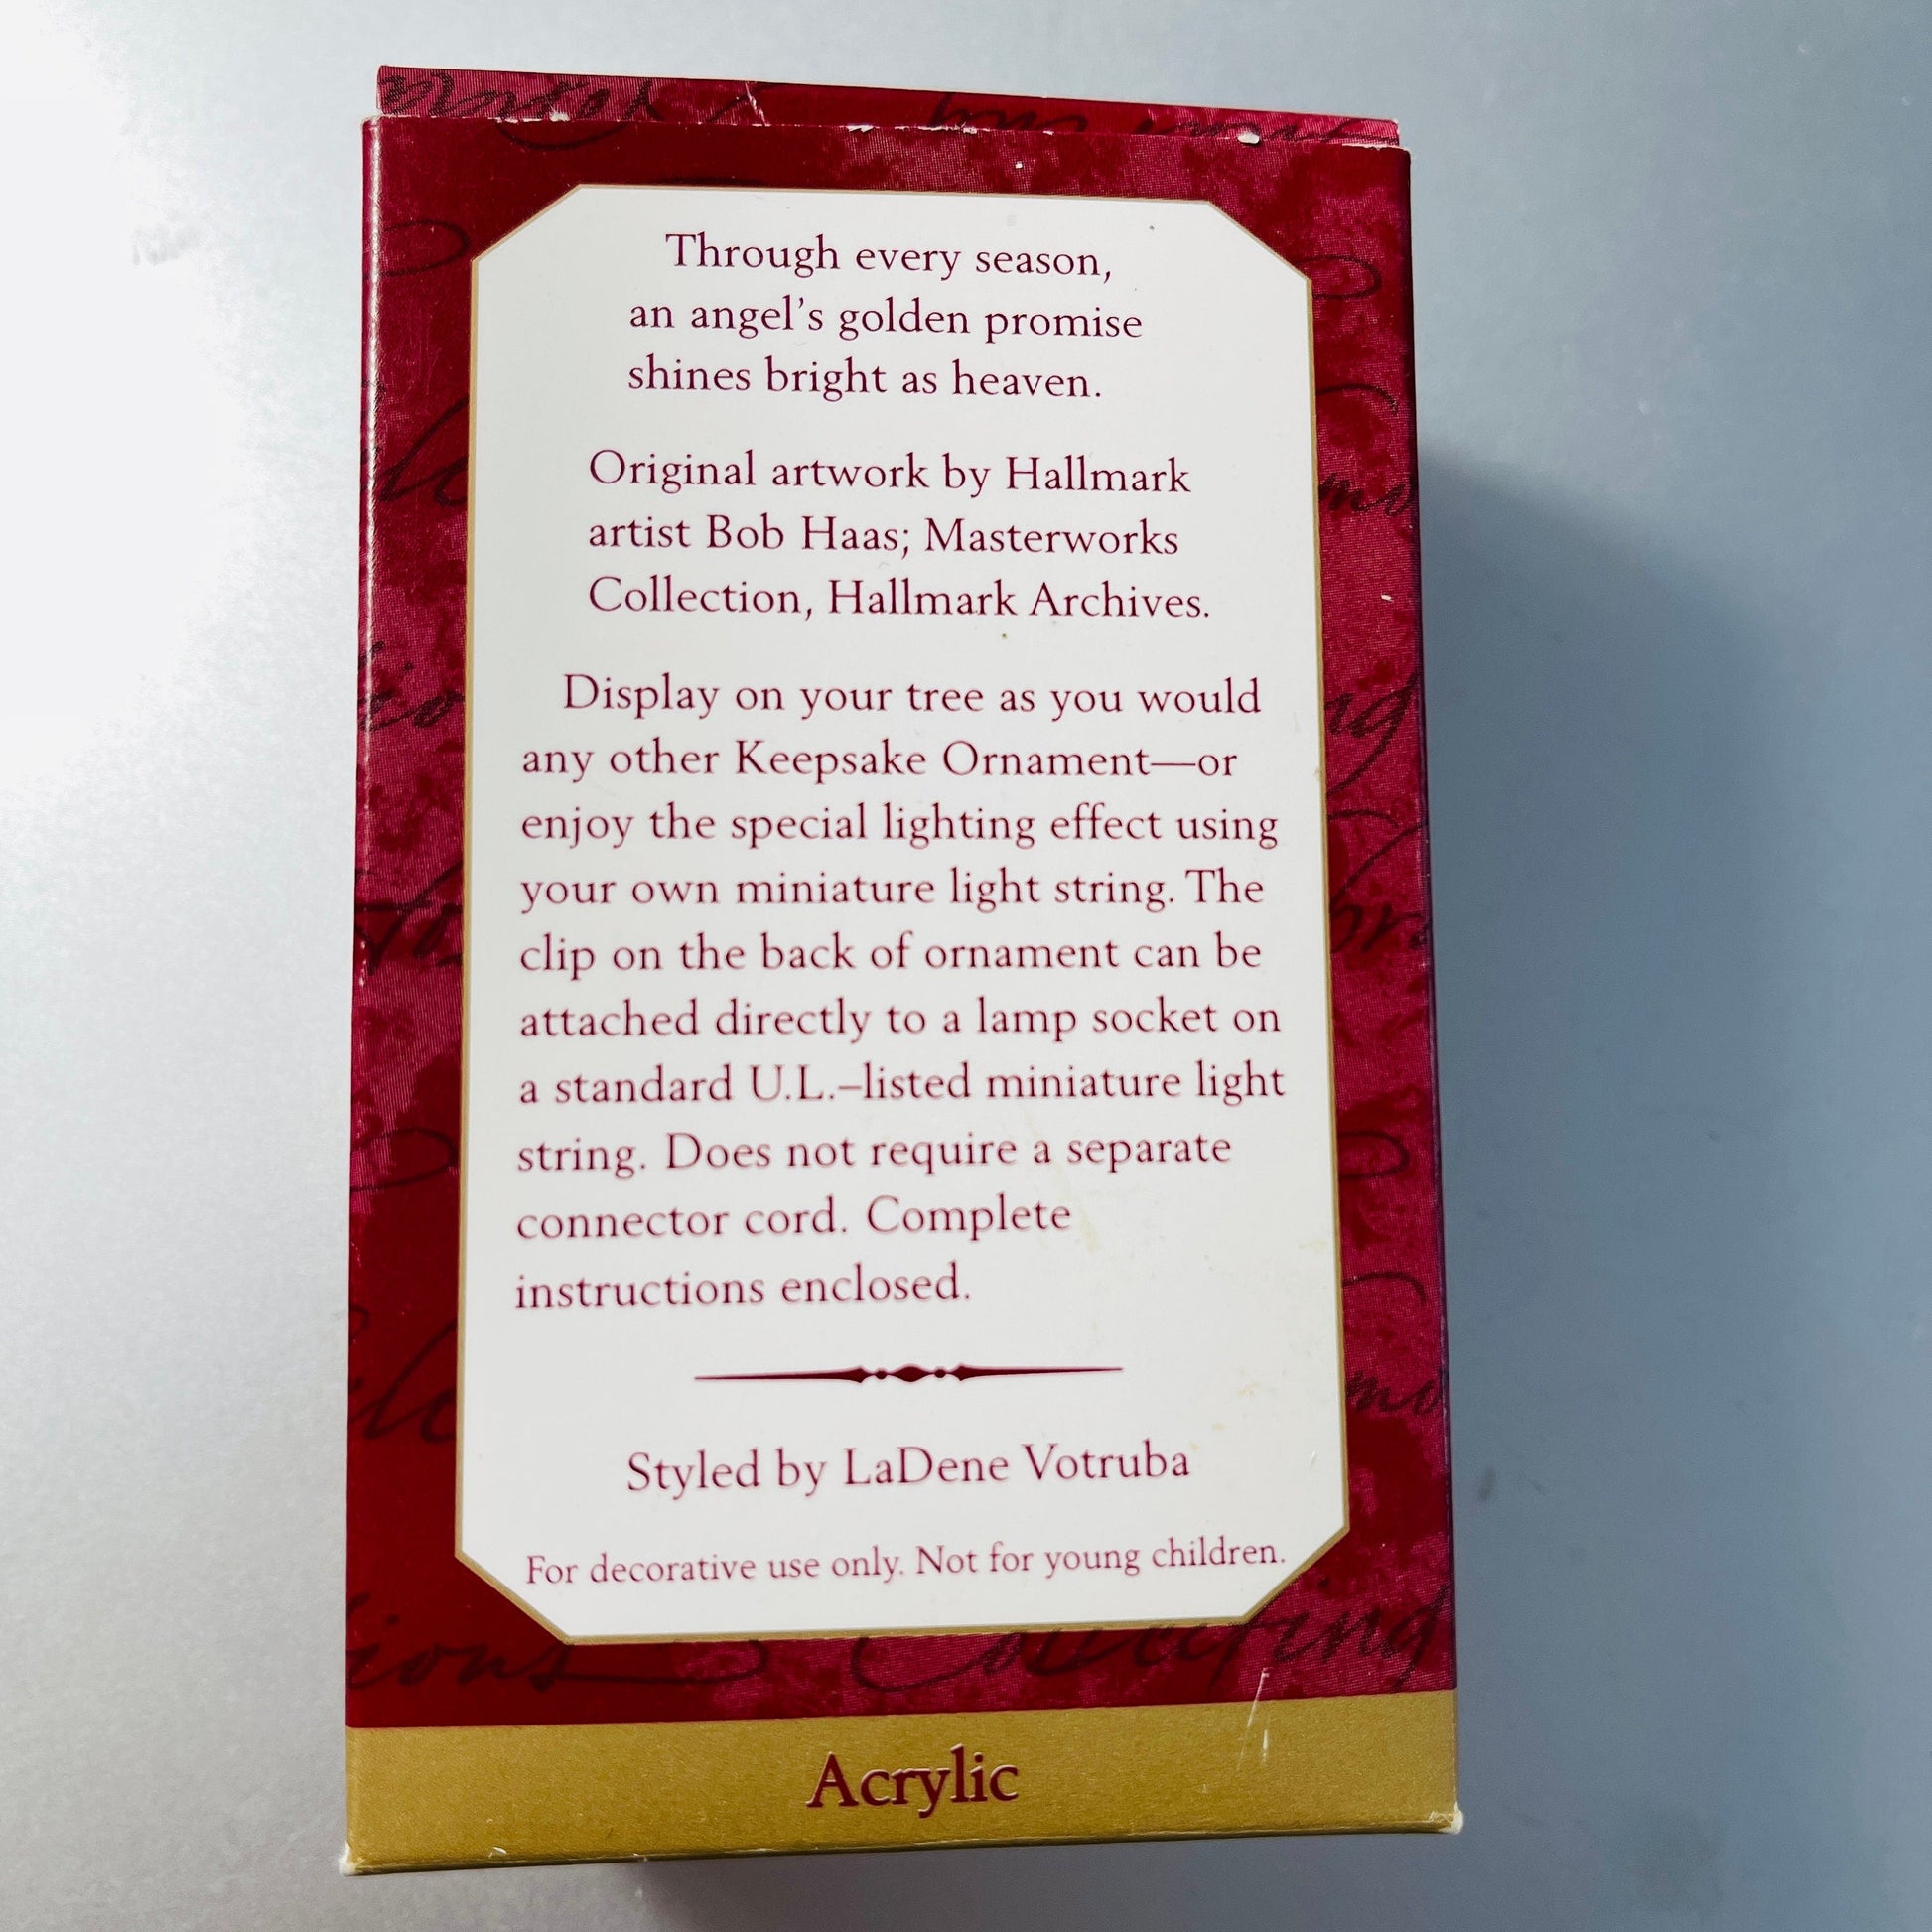 Through every season,
an angel's golden promise
shines bright as heaven.
Original artwork by Hallmark
artist Bob Haas; Masterworks
Collection, Hallmark Archives.
Display on your tree as you would
any other Keepsake Ornament—or
enjoy the special lighting effect using
your own miniature light string. The
clip on the back of ornament can be
attached directly to a lamp socket on
a standard U.L.–listed miniature light
string. Does not require a separate
connector cord. Complete
instructions enclosed.
Styled by LaDene Votruba
For decorative use only. Not for young children.
Collecting
Acrylic